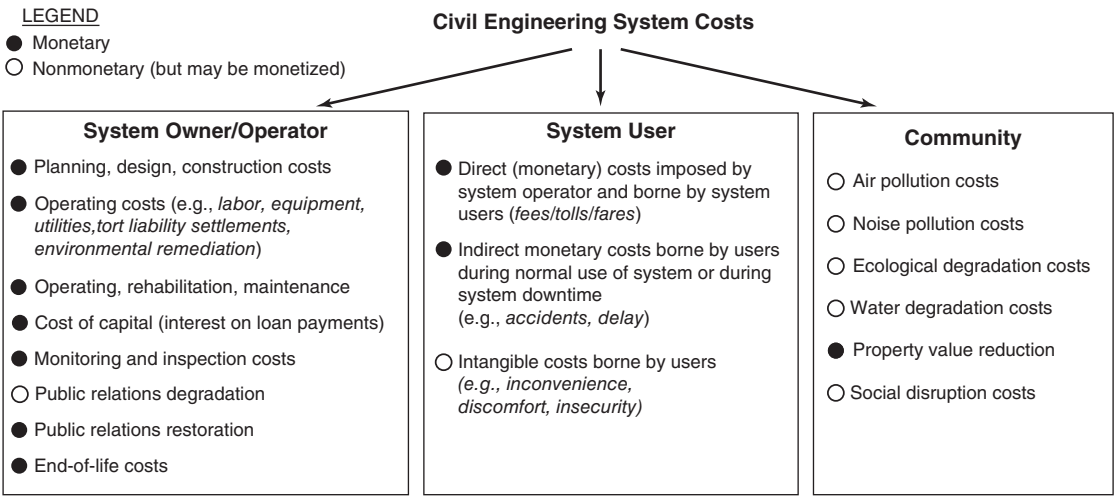 LEGEND
Monetary
Nonmonetary (but may be monetized)
Civil Engineering System Costs
System Owner/Operator
Planning, design, construction costs
Operating costs (e.g., labor, equipment,
utilities,tort liability settlements,
environmental remediation)
Operating, rehabilitation, maintenance
Cost of capital (interest on loan payments)
Monitoring and inspection costs
Public relations degradation
Public relations restoration
End-of-life costs
System User
Direct (monetary) costs imposed by
system operator and borne by system
users (fees/tolls/fares)
Indirect monetary costs borne by users
during normal use of system or during
system downtime
(e.g., accidents, delay)
Intangible costs borne by users
(e.g., inconvenience,
discomfort, insecurity)
Community
Air pollution costs
Noise pollution costs
Ecological degradation costs
Water degradation costs
Property value reduction
Social disruption costs